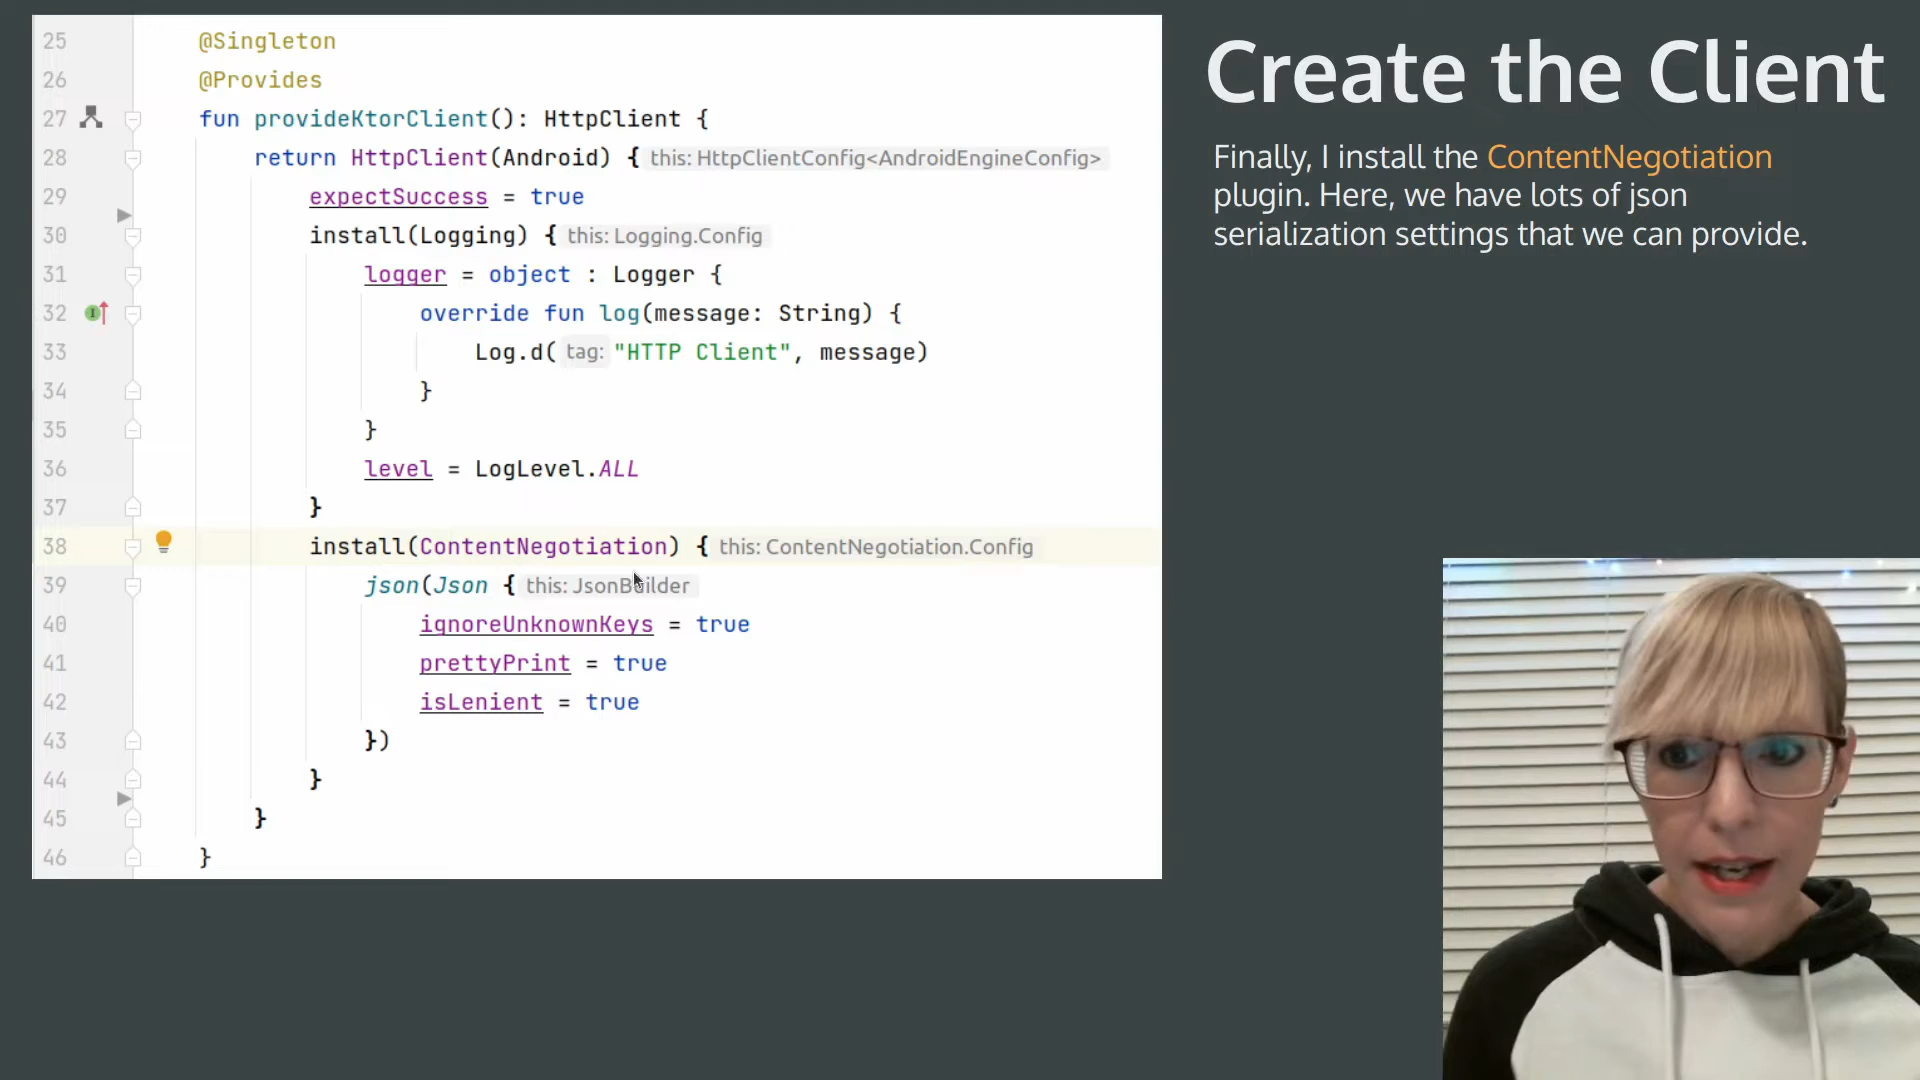 25 @Singleton
26 @Provides
27 fun provideKtorClient(): HttpClient {
28 return HttpClient(Android) { this: HttpClientConfig<AndroidEngineConfig>
29 expectSuccess = true
30 install(Logging) { this: Logging.Config
31 logger = object : Logger {
32 override fun log(message: String) {
33 Log.d( tag: "HTTP Client", message)
34 }
35 }
36 level = LogLevel.ALL
37 }
38 install(ContentNegotiation) { this: ContentNegotiation.Config
39 json(Json { this: JsonBuilder
40 ignoreUnknownKeys = true
41 prettyPrint = true
42 isLenient = true
43 })
44 }
45 }
46 }
Create the Client
Finally, I install the ContentNegotiation
plugin. Here, we have lots of json
serialization settings that we can provide.